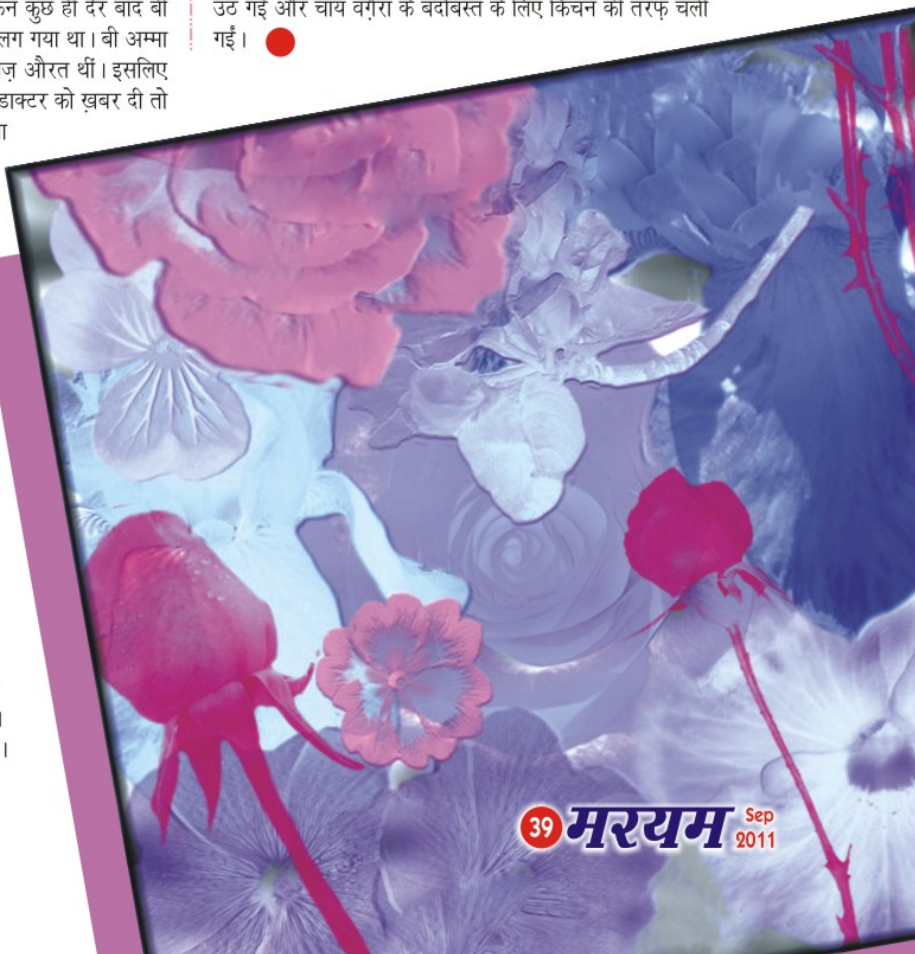 कुछ ही देर बाद बी
लग गया था। बी अम्मा
औरत थीं। इसलिए
डाक्टर को ख़बर दी तो
उठ गईं और चाय वग़ैरा के बंदोबस्त के लिए किचन की तरफ़ चली
गईं।
39 मरयम Sep
2011